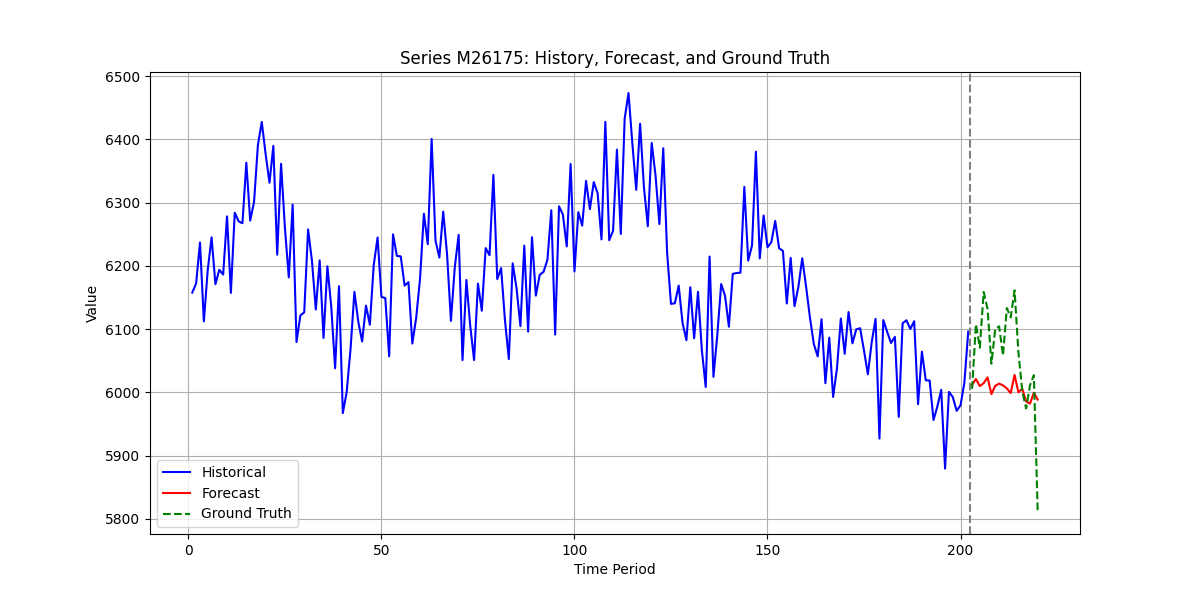 Series M26175: History, Forecast, and Ground Truth
6500
6400
6300
6200
6100
6000
5900
5800
Value
0
50
100
150
200
Time Period
Historical
Forecast
Ground Truth